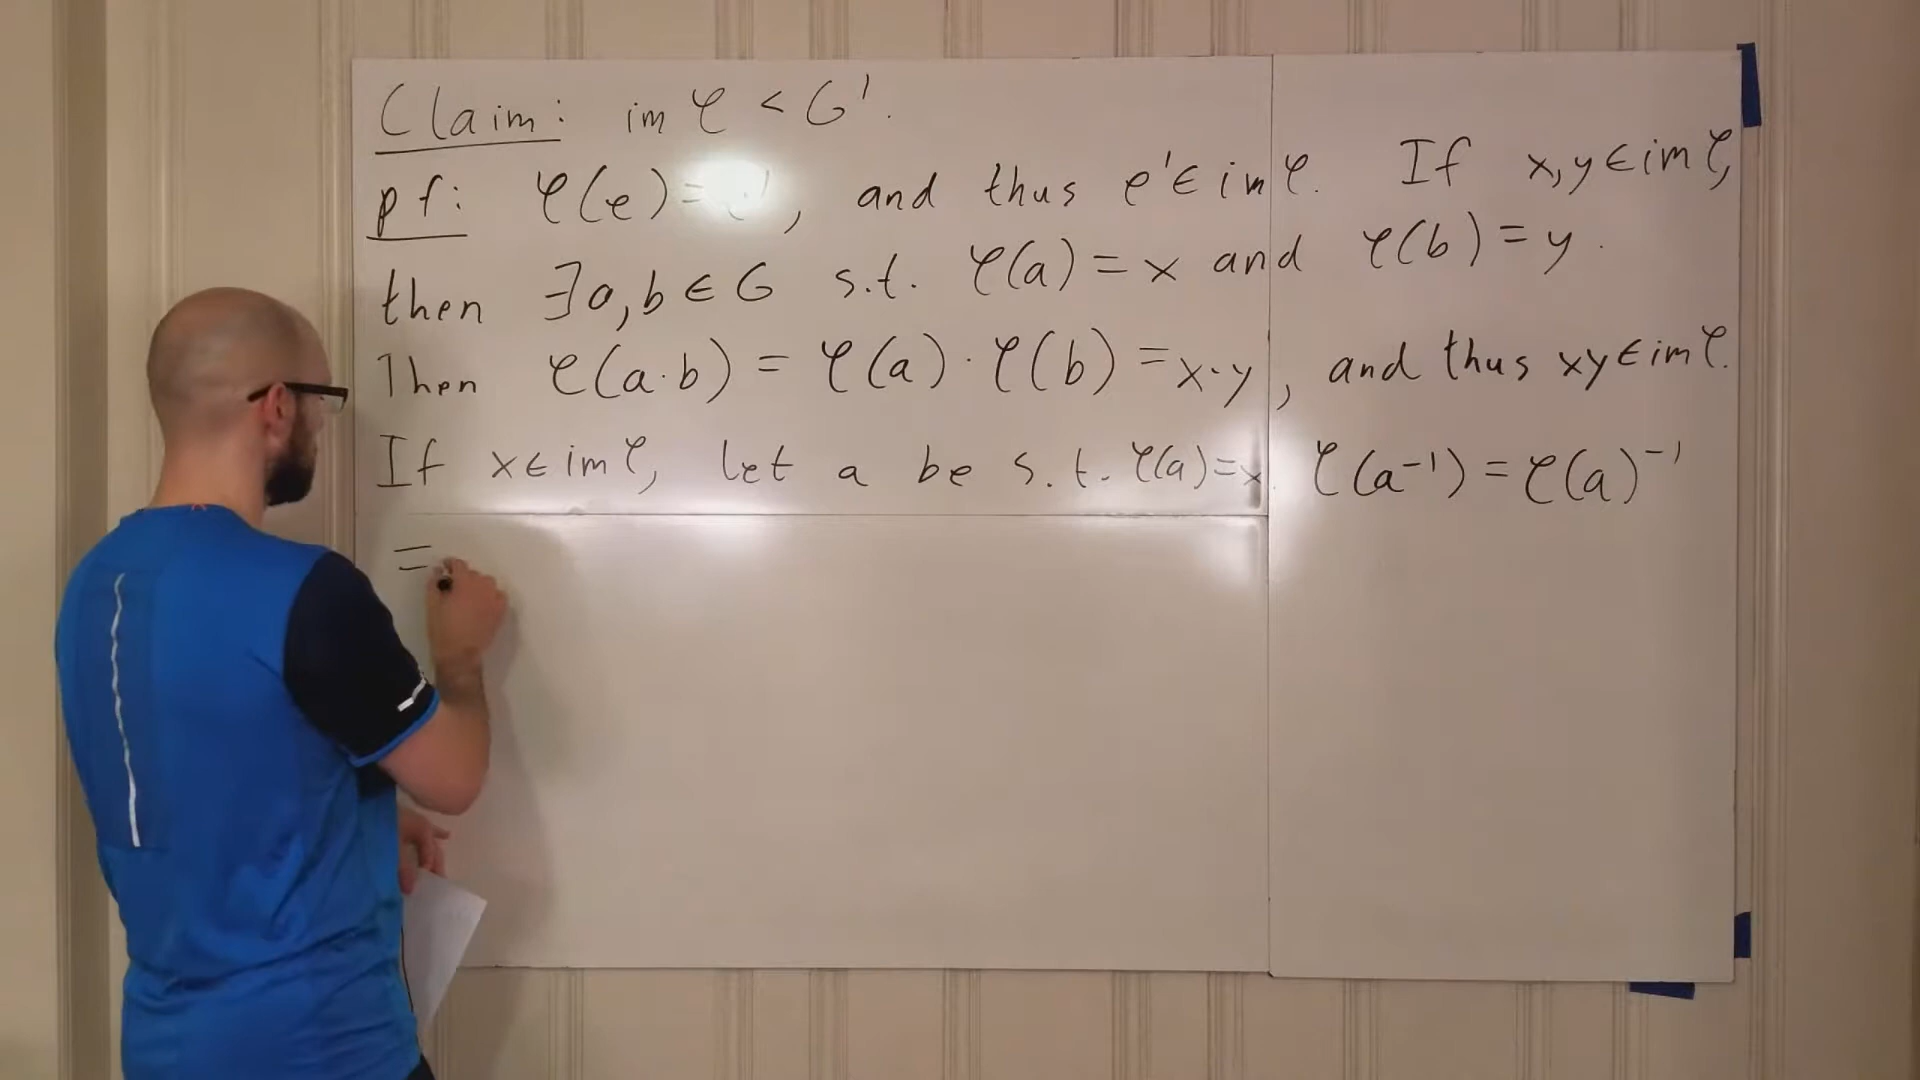 Claim: im φ < G'.
pf: φ(e) = e', and thus e' ∈ im φ. If x,y ∈ im φ,
then ∃a,b ∈ G s.t. φ(a) = x and φ(b) = y.
Then φ(a·b) = φ(a)·φ(b) = x·y, and thus xy ∈ im φ.
If x ∈ im φ, let a be s.t. φ(a)=x. φ(a⁻¹) = φ(a)⁻¹
=